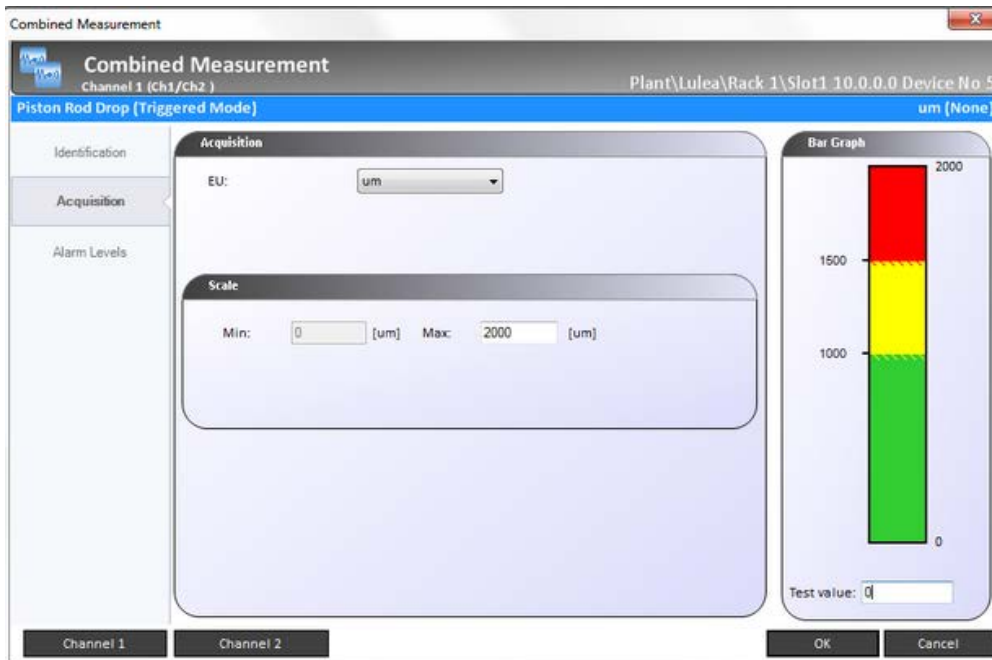 Combined Measurement
Combined Measurement
Channel 1 (Ch1/Ch2 )
Plant\Lulea\Rack 1\Slot1 10.0.0.0 Device No 5
Piston Rod Drop (Triggered Mode)
um (None)
Identification
Acquisition
Alarm Levels
Acquisition
EU:
um
Scale
Min:
0
[um]
Max:
2000
[um]
Bar Graph
2000
1500
1000
0
Test value:
0
Channel 1
Channel 2
OK
Cancel